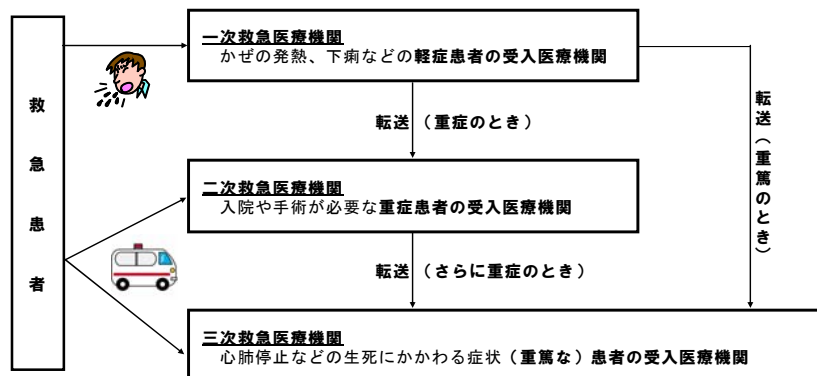 救急患者
一次救急医療機関
かぜの発熱、下痢などの軽症患者の受入医療機関
転送（重症のとき）
転送（重篤のとき）
二次救急医療機関
入院や手術が必要な重症患者の受入医療機関
転送（さらに重症のとき）
三次救急医療機関
心肺停止などの生死にかかわる症状（重篤な）患者の受入医療機関